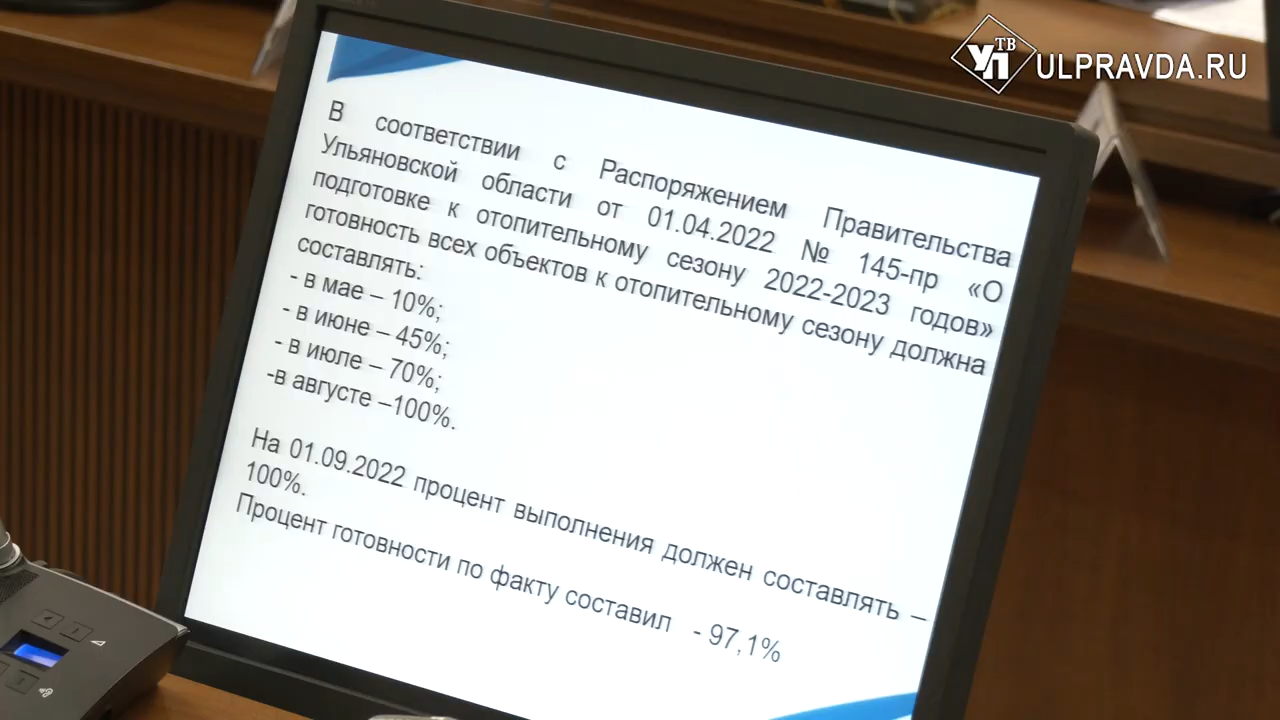 УП ТВ
ULPRAVDA.RU
В соответствии с Распоряжением Правительства
Ульяновской области от 01.04.2022 № 145-пр «О
подготовке к отопительному сезону 2022-2023 годов»
готовность всех объектов к отопительному сезону должна
составлять:
- в мае – 10%;
- в июне – 45%;
- в июле – 70%;
-в августе –100%.
На 01.09.2022 процент выполнения должен составлять –
100%.
Процент готовности по факту составил - 97,1%